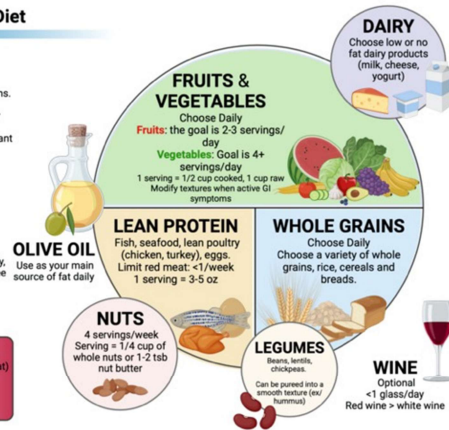 Diet
ns.
ant
y,
e
t)
DAIRY
Choose low or no
fat dairy products
(milk, cheese,
yogurt)
FRUITS &
VEGETABLES
Choose Daily
Fruits: the goal is 2-3 servings/
day
Vegetables: Goal is 4+
servings/day
1 serving = 1/2 cup cooked, 1 cup raw
Modify textures when active GI
symptoms
OLIVE OIL
Use as your main
source of fat daily
LEAN PROTEIN
Fish, seafood, lean poultry
(chicken, turkey), eggs.
Limit red meat: <1/week
1 serving = 3-5 oz
WHOLE GRAINS
Choose Daily
Choose a variety of whole
grains, rice, cereals and
breads.
NUTS
4 servings/week
Serving = 1/4 cup of
whole nuts or 1-2 tsb
nut butter
LEGUMES
Beans, lentils,
chickpeas.
Can be pureed into a
smooth texture (ex/
hummus)
WINE
Optional
<1 glass/day
Red wine > white wine